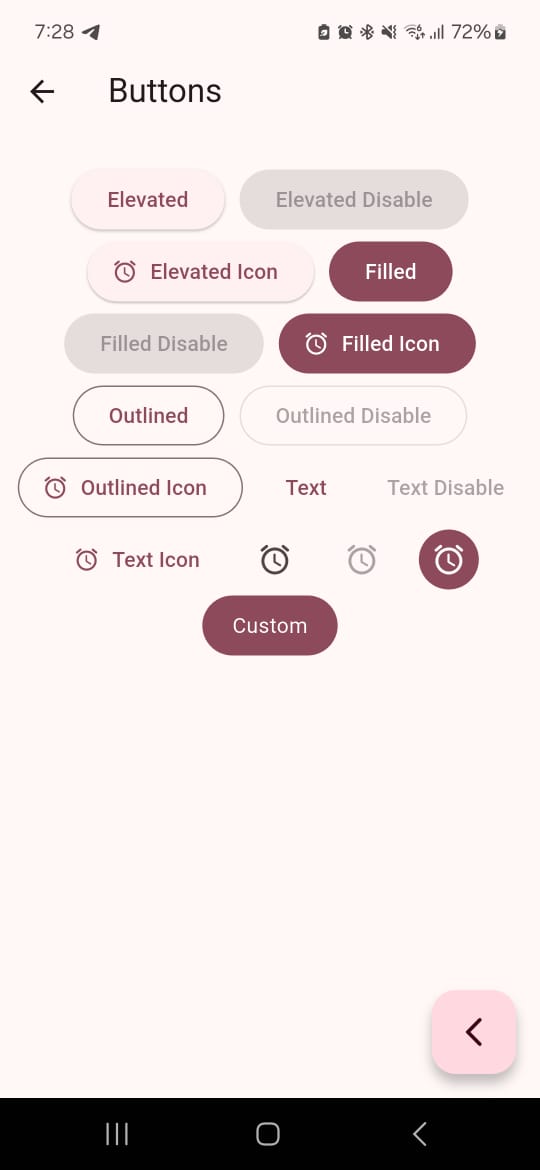 7:28 72%
Buttons
Elevated Elevated Disable
Elevated Icon Filled
Filled Disable Filled Icon
Outlined Outlined Disable
Outlined Icon Text Text Disable
Text Icon
Custom